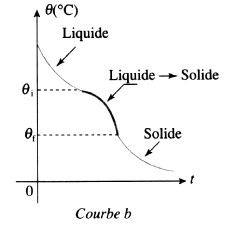 θ(°C)
Liquide
θi
Liquide → Solide
θf
Solide
0
t
Courbe b